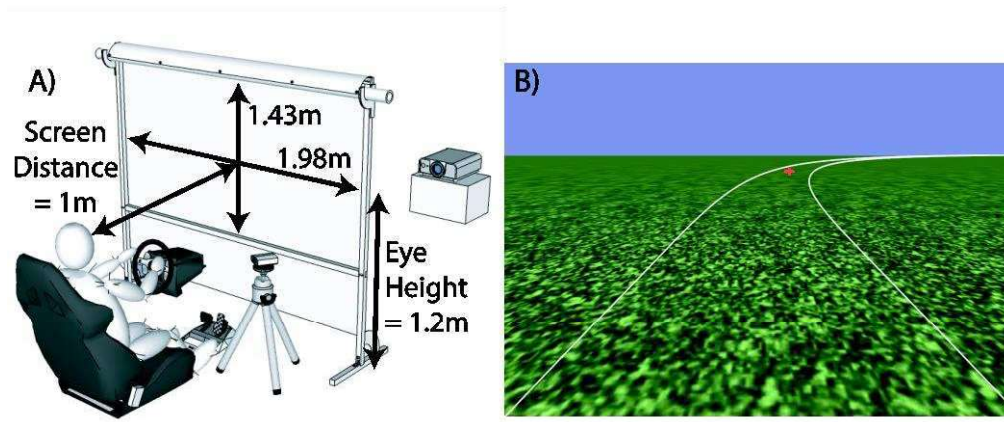 A)
1.43m
1.98m
Screen
Distance
= 1m
Eye
Height
= 1.2m
B)